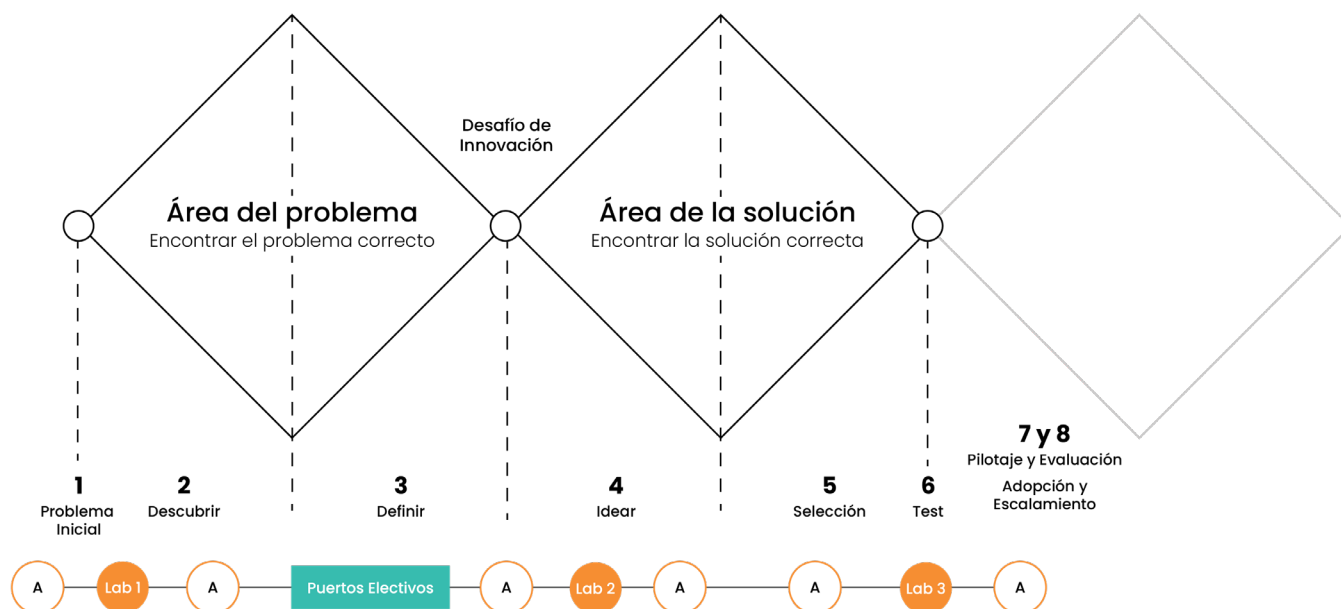 Desafío de
Innovación
Área del problema
Encontrar el problema correcto
Área de la solución
Encontrar la solución correcta
1
Problema
Inicial
2
Descubrir
3
Definir
4
Idear
5
Selección
6
Test
7 y 8
Pilotaje y Evaluación
Adopción y
Escalamiento
A
Lab 1
A
Puertos Electivos
A
Lab 2
A
A
Lab 3
A